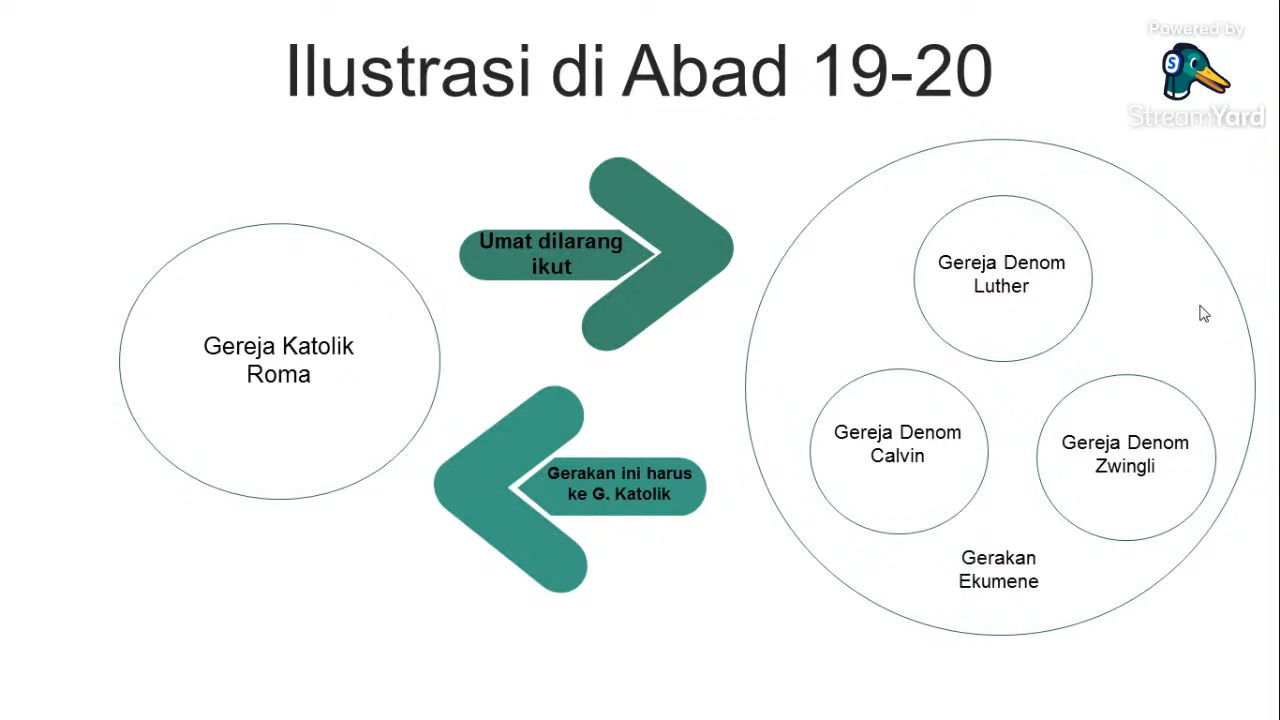 Ilustrasi di Abad 19-20
Powered by
S
StreamYard
Umat dilarang
ikut
Gereja Katolik
Roma
Gerakan ini harus
ke G. Katolik
Gereja Denom
Luther
Gereja Denom
Calvin
Gereja Denom
Zwingli
Gerakan
Ekumene